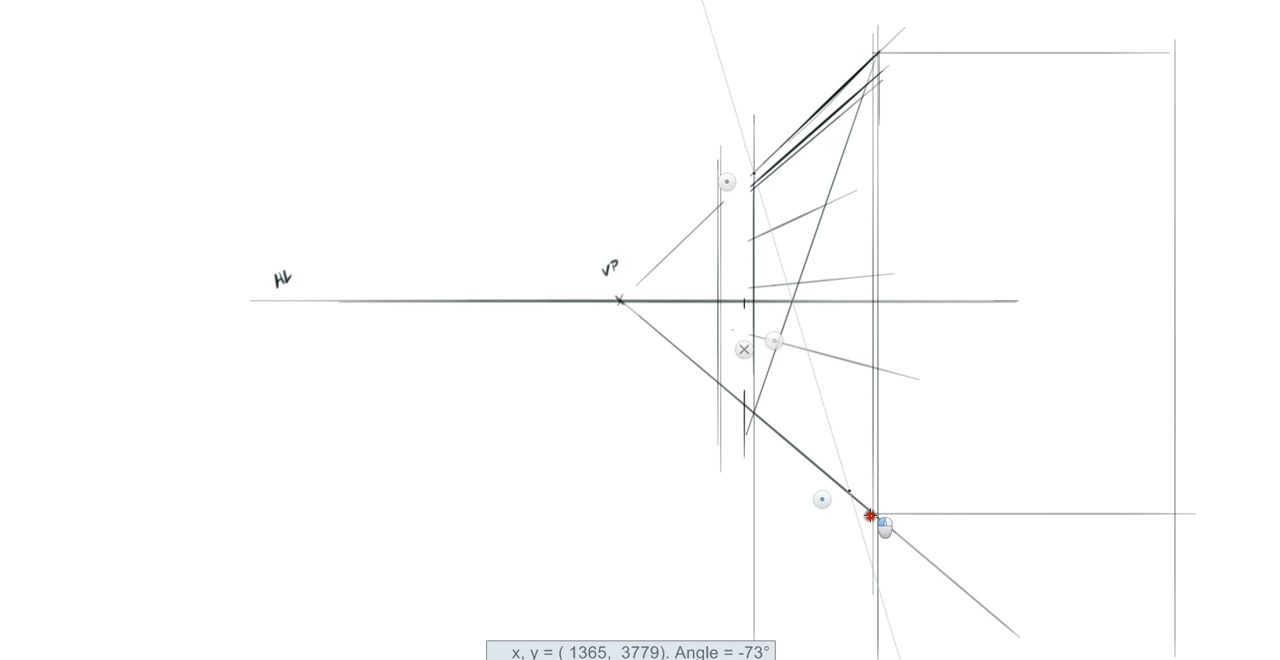 HL
VP
x, y = ( 1365, 3779). Angle = -73°